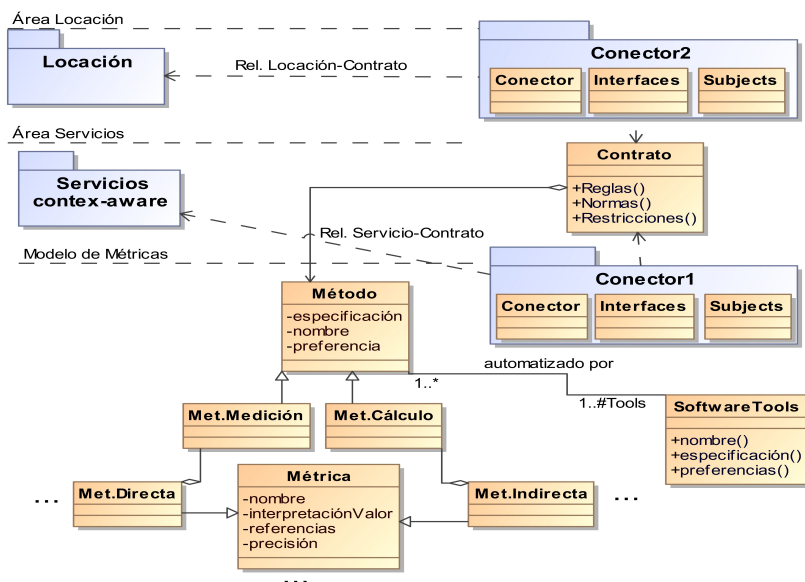 Área Locación
Locación
Rel. Locación-Contrato
Conector2
Conector
Interfaces
Subjects
Área Servicios
Servicios
contex-aware
Contrato
+Reglas()
+Normas()
+Restricciones()
Rel. Servicio-Contrato
Modelo de Métricas
Conector1
Conector
Interfaces
Subjects
Método
-especificación
-nombre
-preferencia
automatizado por
1..*
1..#Tools
SoftwareTools
+nombre()
+especificación()
+preferencias()
Met.Medición
Met.Cálculo
Métrica
-nombre
-interpretaciónValor
-referencias
-precisión
...
Met.Directa
Met.Indirecta
...
...